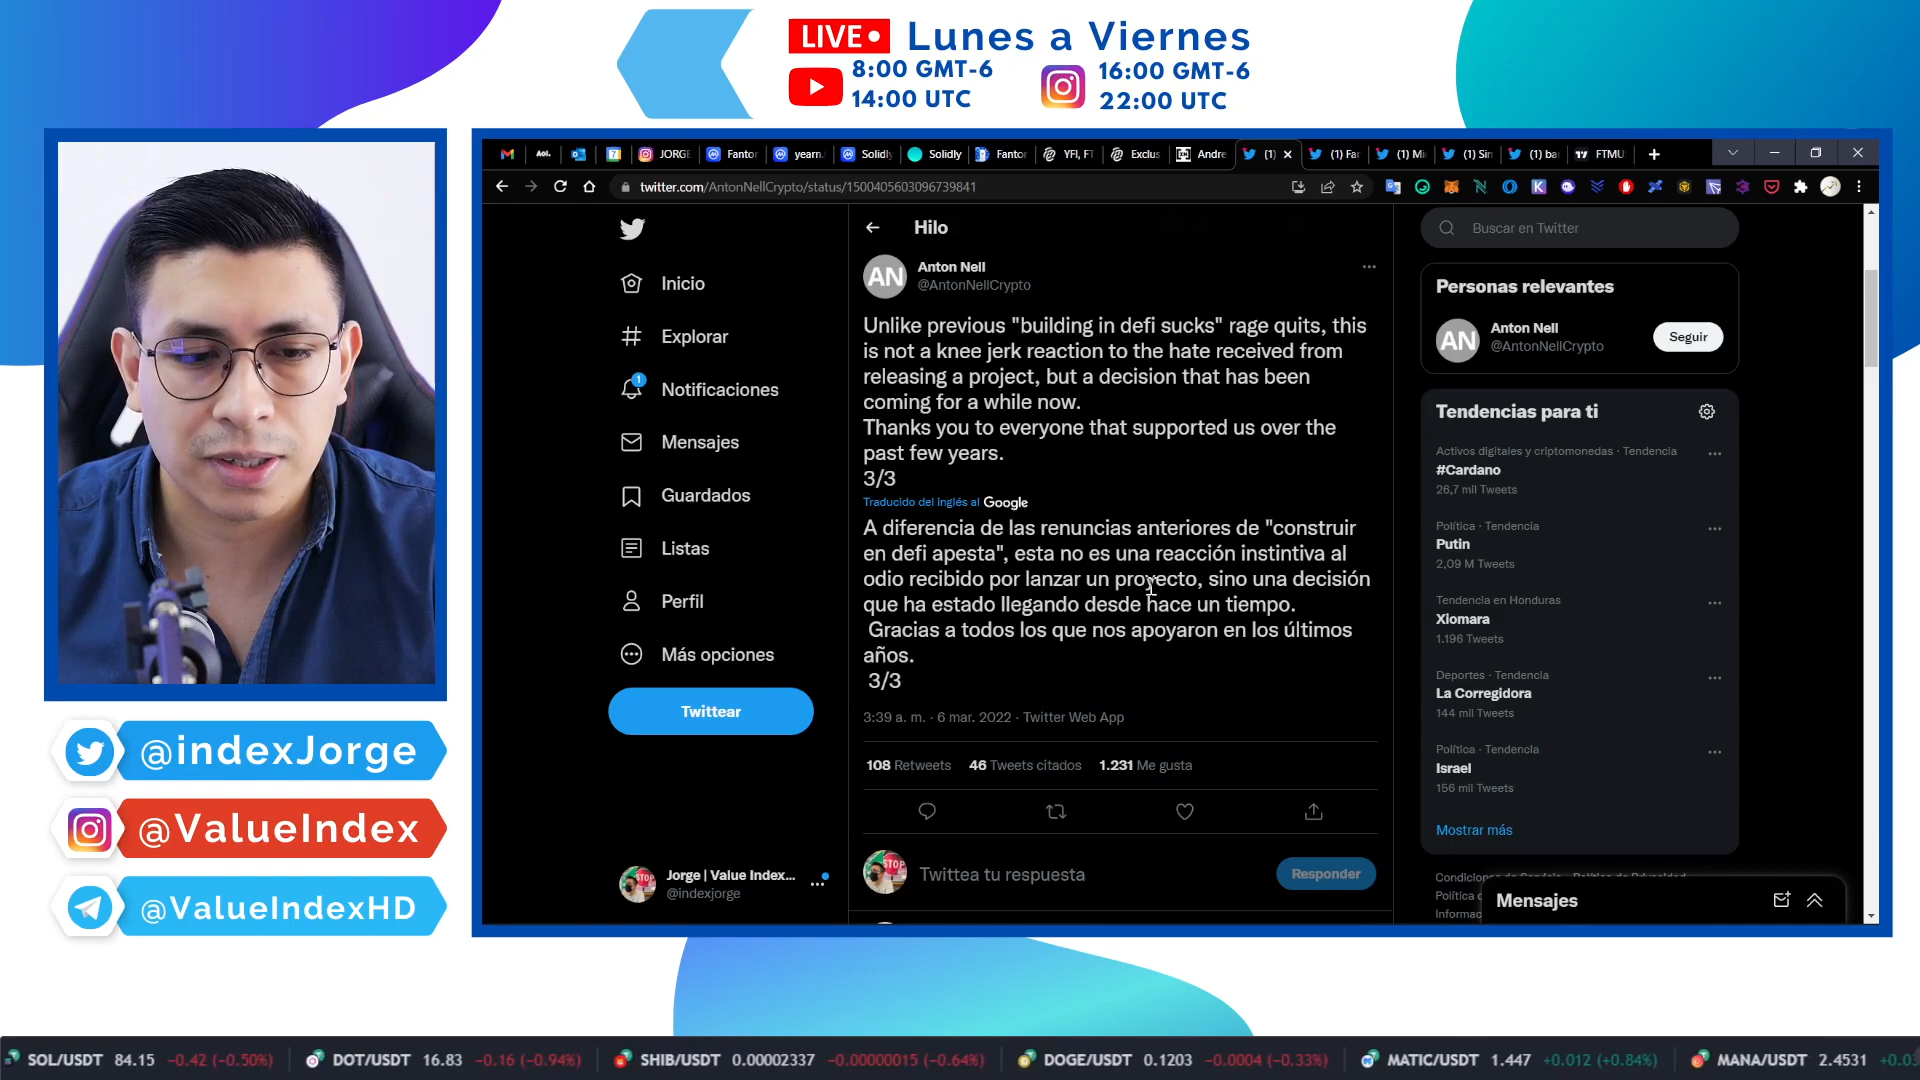 LIVE Lunes a Viernes
8:00 GMT-6
14:00 UTC
16:00 GMT-6
22:00 UTC
Aol.
7
JORGE
Fantor
yearn.
Solidly
Solidly
Fantor
YFI, FT
Exclus
Andre
(1)
(1) Far
(1) Mi
(1) Sin
(1) ba
FTMU
twitter.com/AntonNellCrypto/status/1500405603096739841
Inicio
Explorar
1
Notificaciones
Mensajes
Guardados
Listas
Perfil
Más opciones
Twittear
Jorge | Value Index...
@indexjorge
Hilo
AN
Anton Nell
@AntonNellCrypto
Unlike previous "building in defi sucks" rage quits, this
is not a knee jerk reaction to the hate received from
releasing a project, but a decision that has been
coming for a while now.
Thanks you to everyone that supported us over the
past few years.
3/3
Traducido del inglés al Google
A diferencia de las renuncias anteriores de "construir
en defi apesta", esta no es una reacción instintiva al
odio recibido por lanzar un proyecto, sino una decisión
que ha estado llegando desde hace un tiempo.
Gracias a todos los que nos apoyaron en los últimos
años.
3/3
3:39 a. m. · 6 mar. 2022 · Twitter Web App
108 Retweets 46 Tweets citados 1.231 Me gusta
STOP
Twittea tu respuesta
Responder
Buscar en Twitter
Personas relevantes
AN
Anton Nell
@AntonNellCrypto
Seguir
Tendencias para ti
Activos digitales y criptomonedas · Tendencia
#Cardano
26,7 mil Tweets
Política · Tendencia
Putin
2,09 M Tweets
Tendencia en Honduras
Xiomara
1.196 Tweets
Deportes · Tendencia
La Corregidora
144 mil Tweets
Política · Tendencia
Israel
156 mil Tweets
Mostrar más
Mensajes
@indexJorge
@ValueIndex
@ValueIndexHD
SOL/USDT 84.15 −0.42 (−0.50%)
DOT/USDT 16.83 −0.16 (−0.94%)
SHIB/USDT 0.00002337 −0.00000015 (−0.64%)
DOGE/USDT 0.1203 −0.0004 (−0.33%)
MATIC/USDT 1.447 +0.012 (+0.84%)
MANA/USDT 2.4531